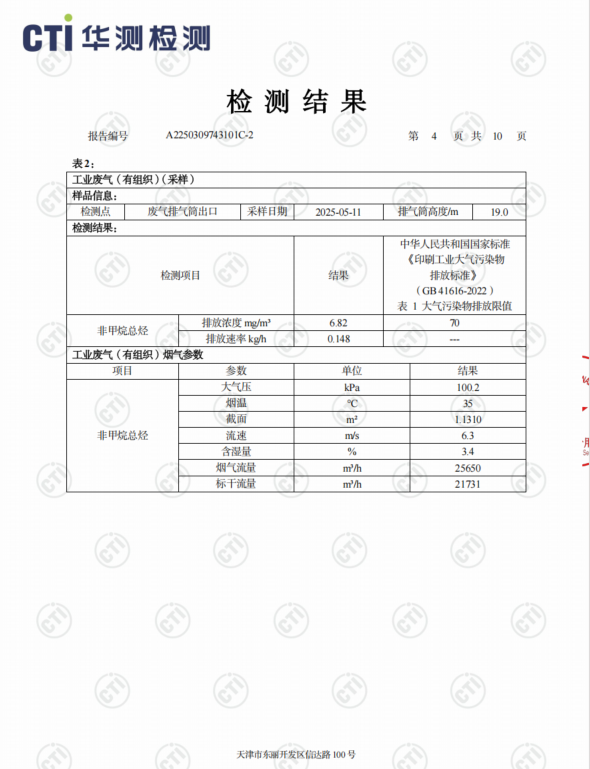 CTI 华测检测
检 测 结 果
报告编号 A2250309743101C-2 第 4 页 共 10 页
表 2：
工业废气（有组织）（采样）
样品信息：
检测点 废气排气筒出口 采样日期 2025-05-11 排气筒高度/m 19.0
检测结果：
检测项目 结果 中华人民共和国国家标准
《印刷工业大气污染物
排放标准》
（GB 41616-2022）
表 1 大气污染物排放限值
非甲烷总烃 排放浓度 mg/m³ 6.82 70
排放速率 kg/h 0.148 ---
工业废气（有组织）烟气参数
项目 参数 单位 结果
非甲烷总烃 大气压 kPa 100.2
烟温 ℃ 35
截面 m² 1.1310
流速 m/s 6.3
含湿量 % 3.4
烟气流量 m³/h 25650
标干流量 m³/h 21731
天津市东丽开发区信达路 100 号